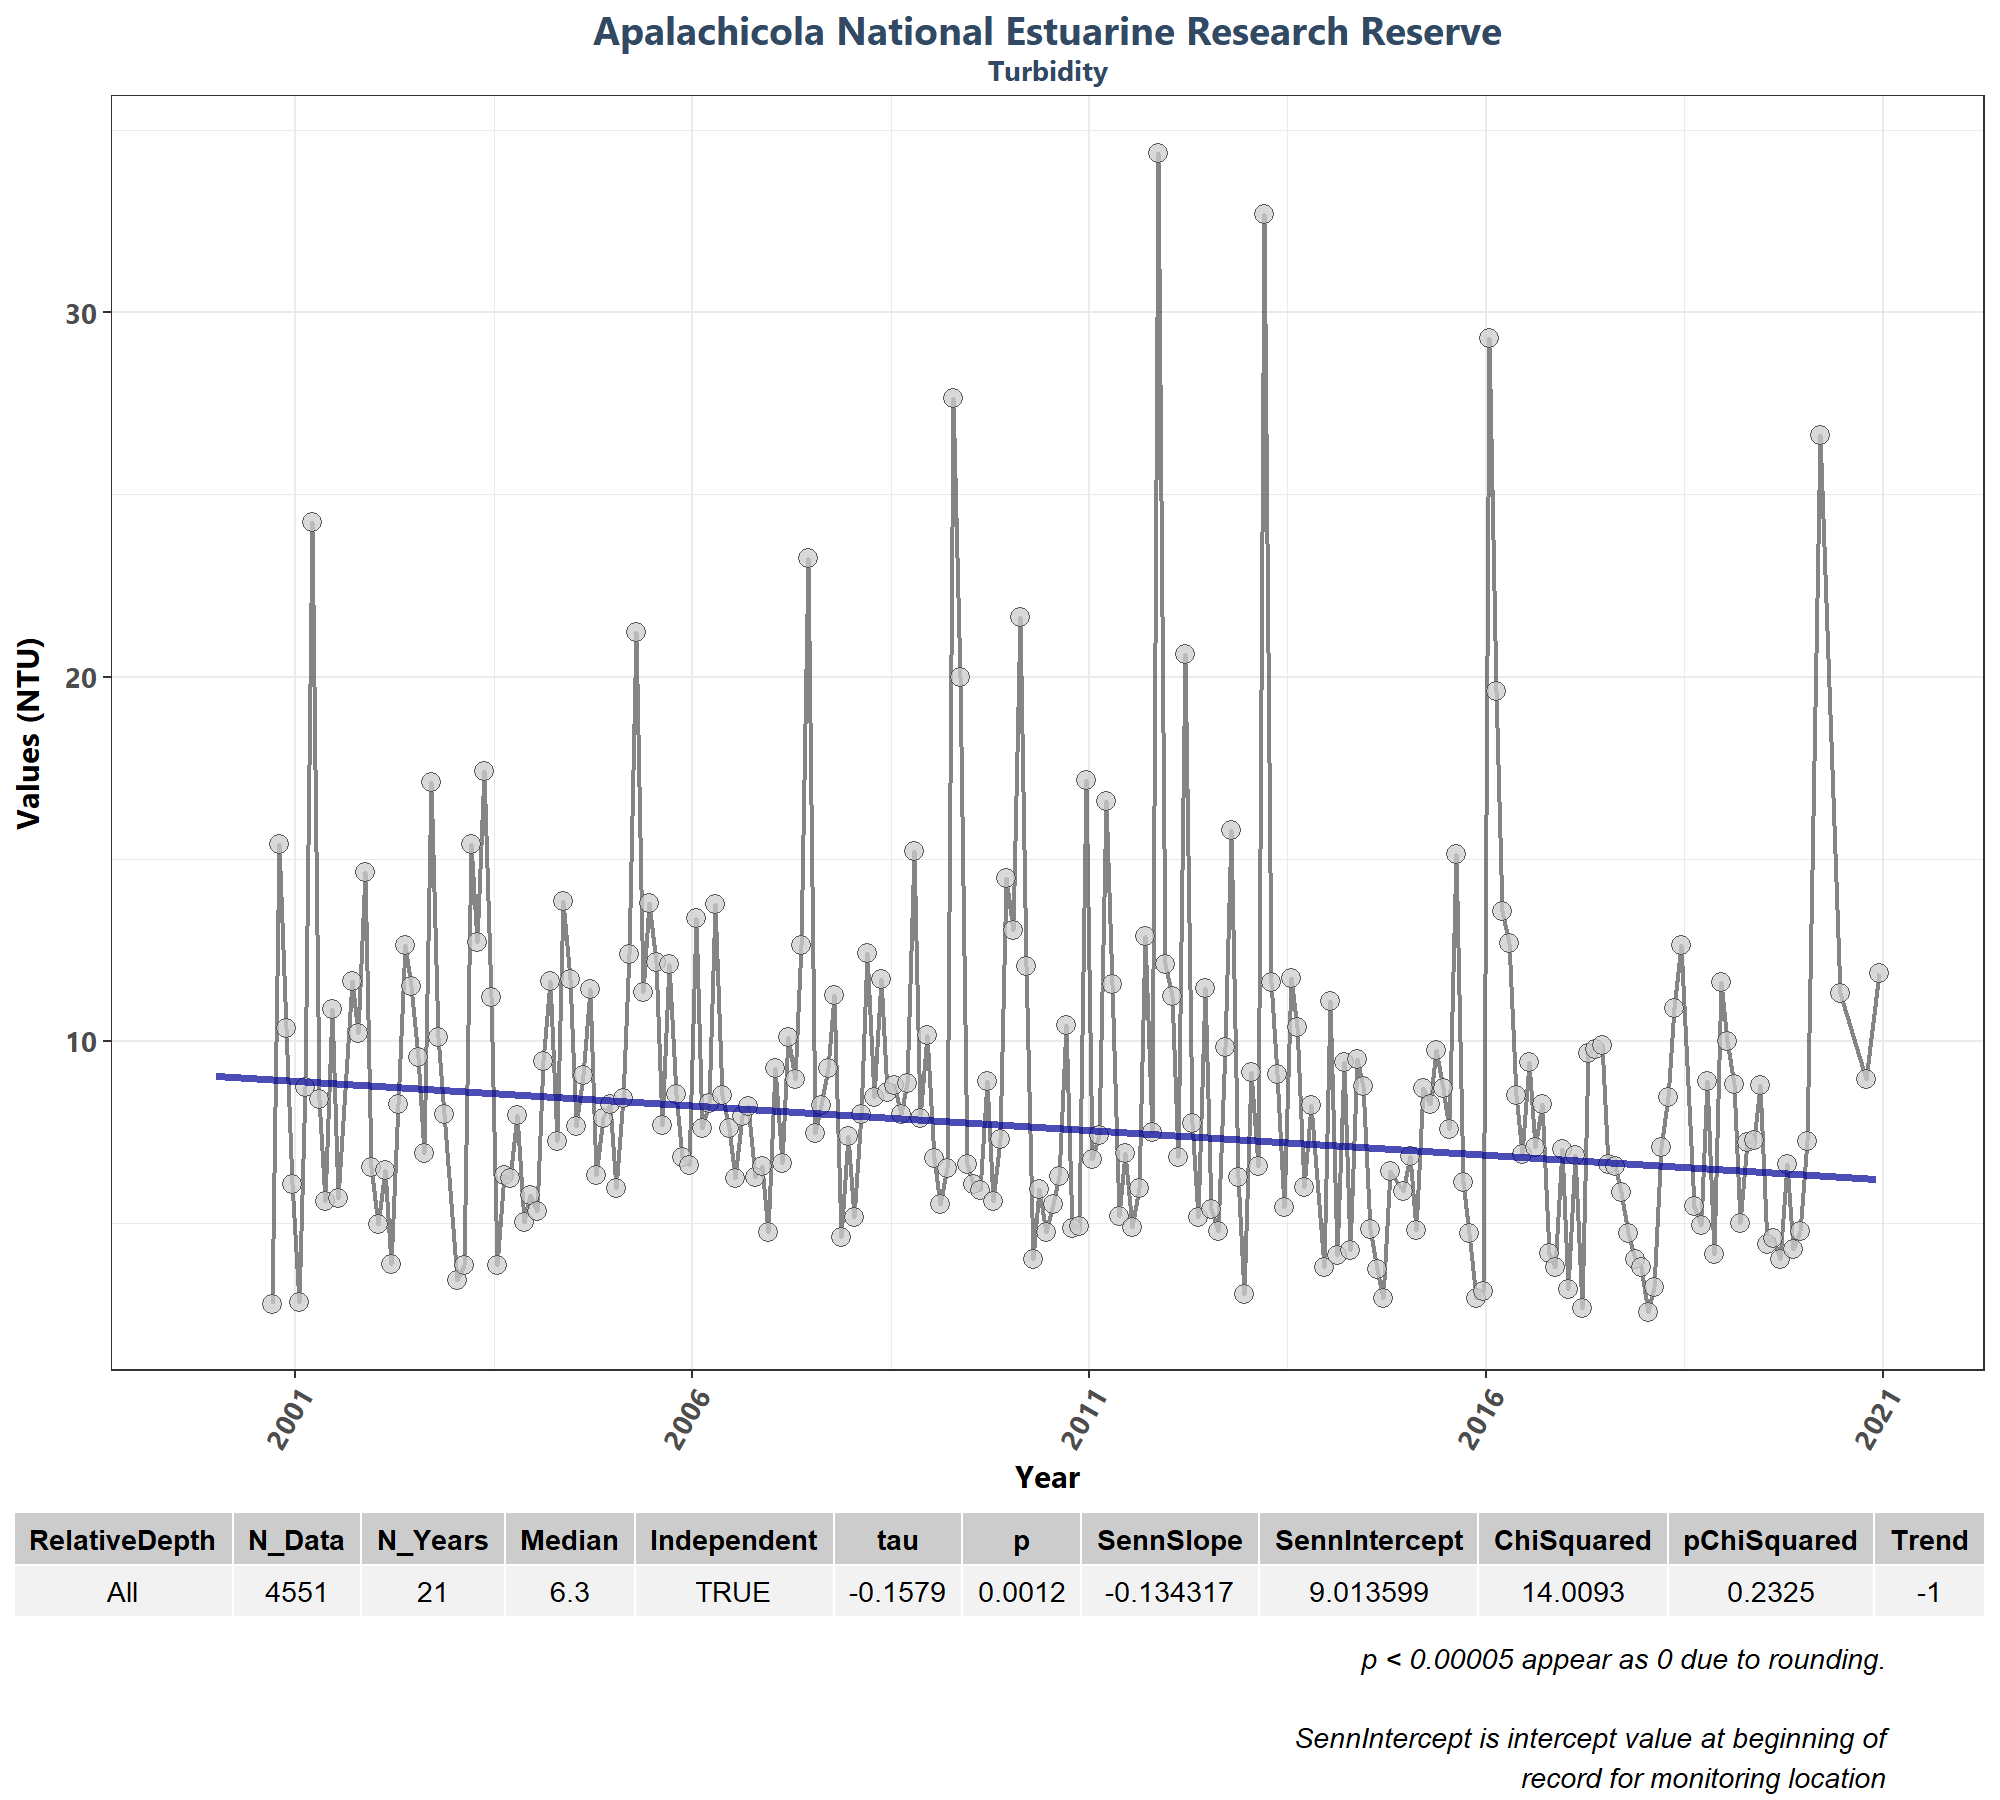 Apalachicola National Estuarine Research Reserve
Turbidity
Values (NTU)
30
20
10
2001 2006 2011 2016 2021
Year
RelativeDepth N_Data N_Years Median Independent tau p SennSlope SennIntercept ChiSquared pChiSquared Trend
All 4551 21 6.3 TRUE -0.1579 0.0012 -0.134317 9.013599 14.0093 0.2325 -1
p < 0.00005 appear as 0 due to rounding.
SennIntercept is intercept value at beginning of
record for monitoring location